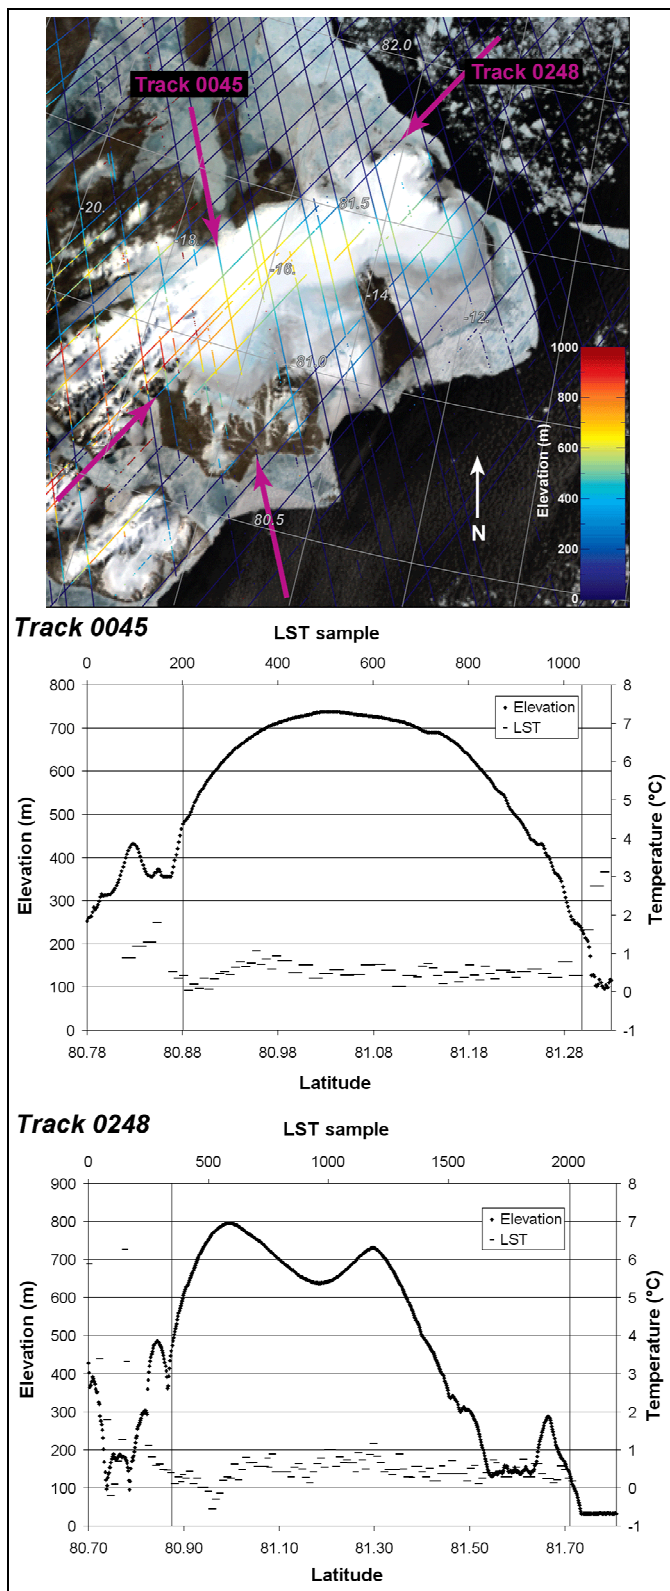 82.0
Track 0045
Track 0248
-20.
81.5
-18.
-16.
-14
-12.
81.0
80.5
N
Elevation (m)
1000
800
600
400
200
0
Track 0045
LST sample
0 200 400 600 800 1000
800 8
700 7
600 6
500 5
400 4
300 3
200 2
100 1
0 0
-1
Elevation
LST
Elevation (m)
Temperature (°C)
80.78 80.88 80.98 81.08 81.18 81.28
Latitude
Track 0248
LST sample
0 500 1000 1500 2000
900 8
800 7
700 6
600 5
500 4
400 3
300 2
200 1
100 0
0 -1
Elevation
LST
Elevation (m)
Temperature (°C)
80.70 80.90 81.10 81.30 81.50 81.70
Latitude